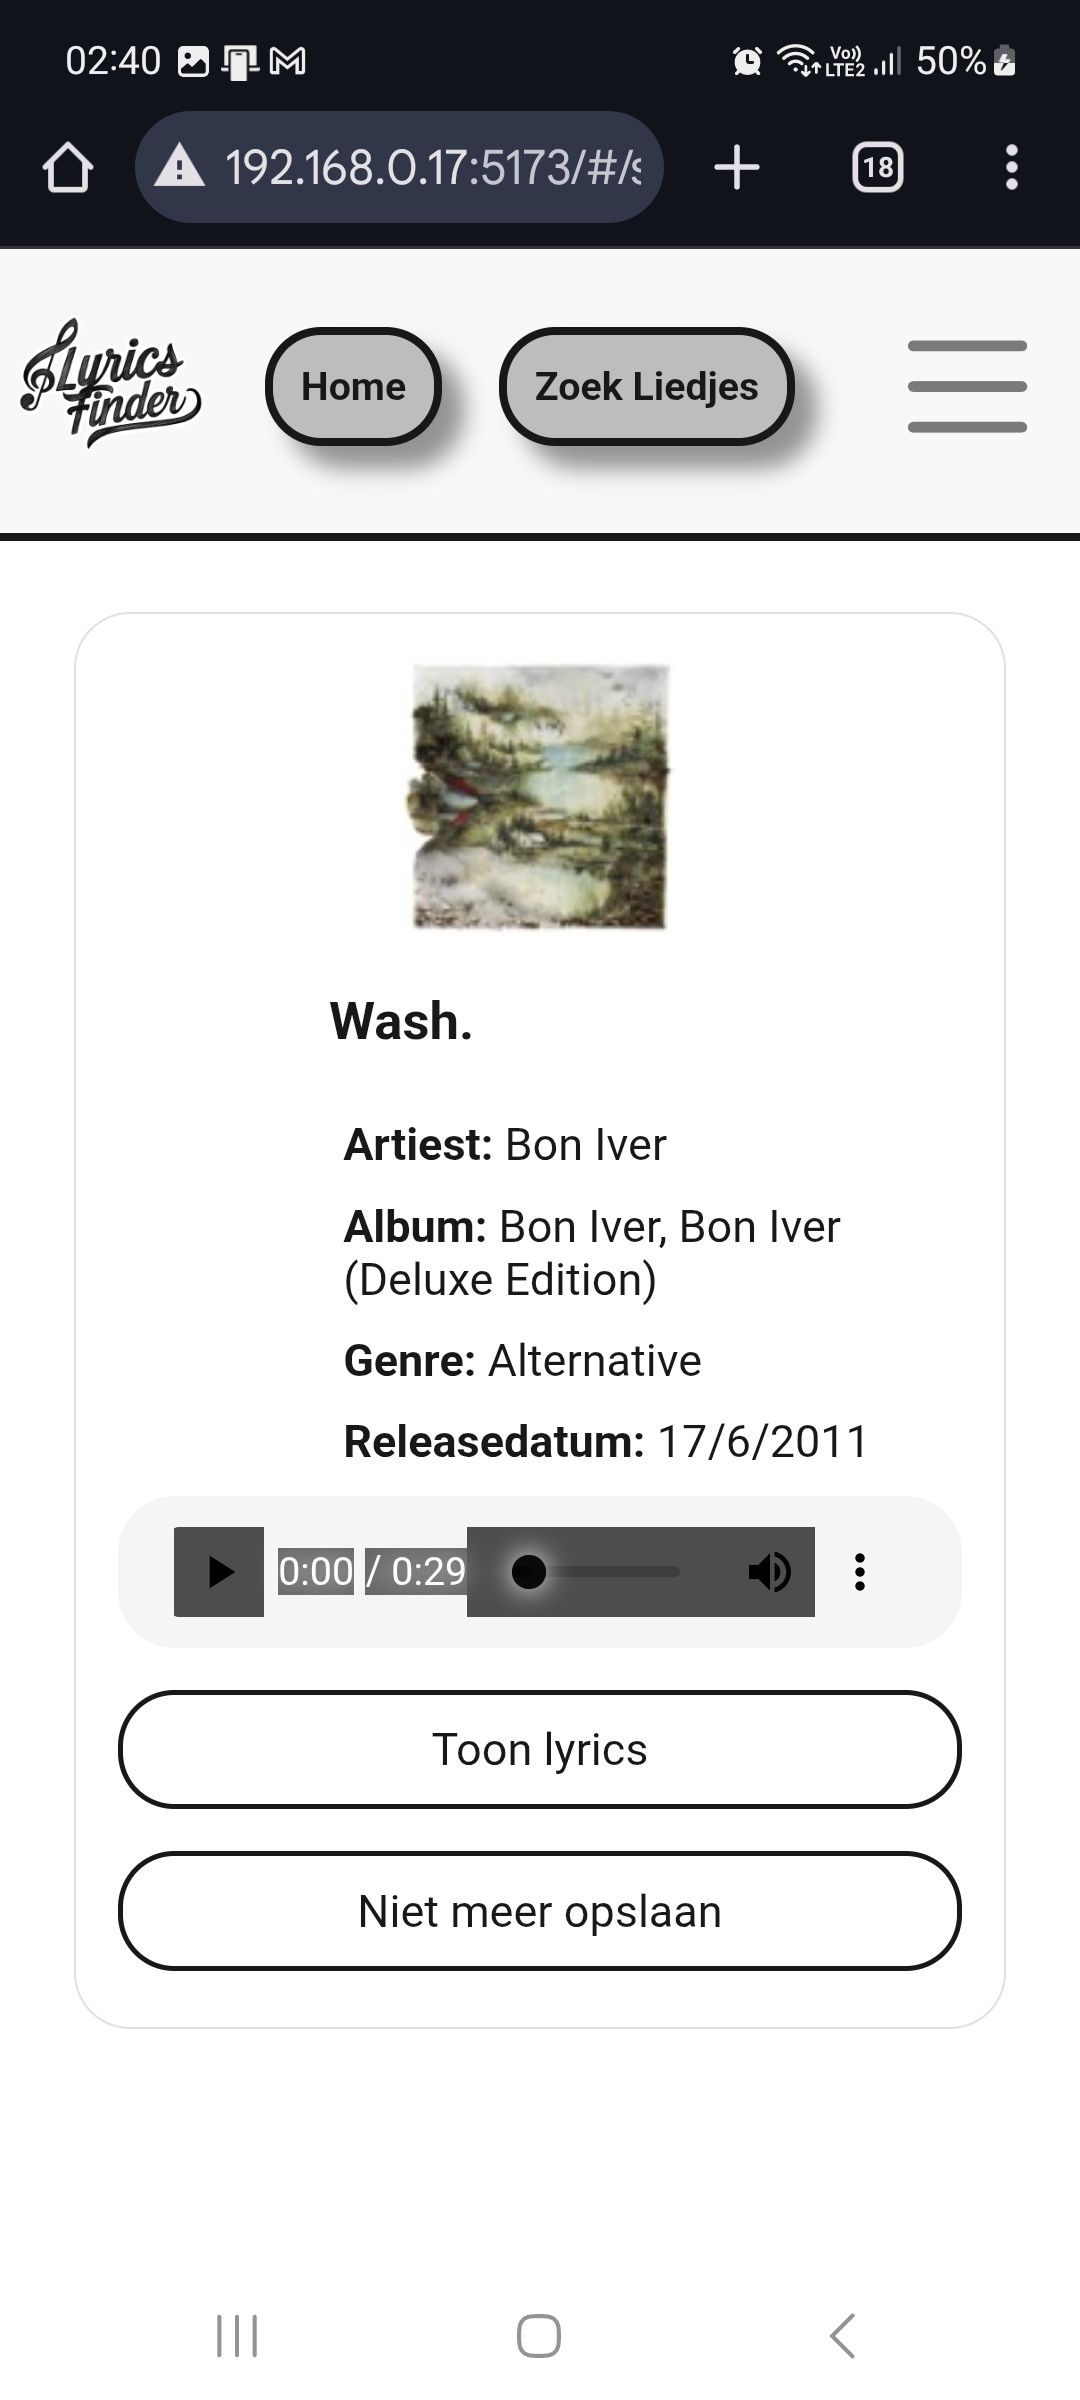 02:40
Vo))
LTE2
50%
192.168.0.17:5173/#/s
18
Lyrics
Finder
Home
Zoek Liedjes
Wash.
Artiest: Bon Iver
Album: Bon Iver, Bon Iver
(Deluxe Edition)
Genre: Alternative
Releasedatum: 17/6/2011
0:00 / 0:29
Toon lyrics
Niet meer opslaan